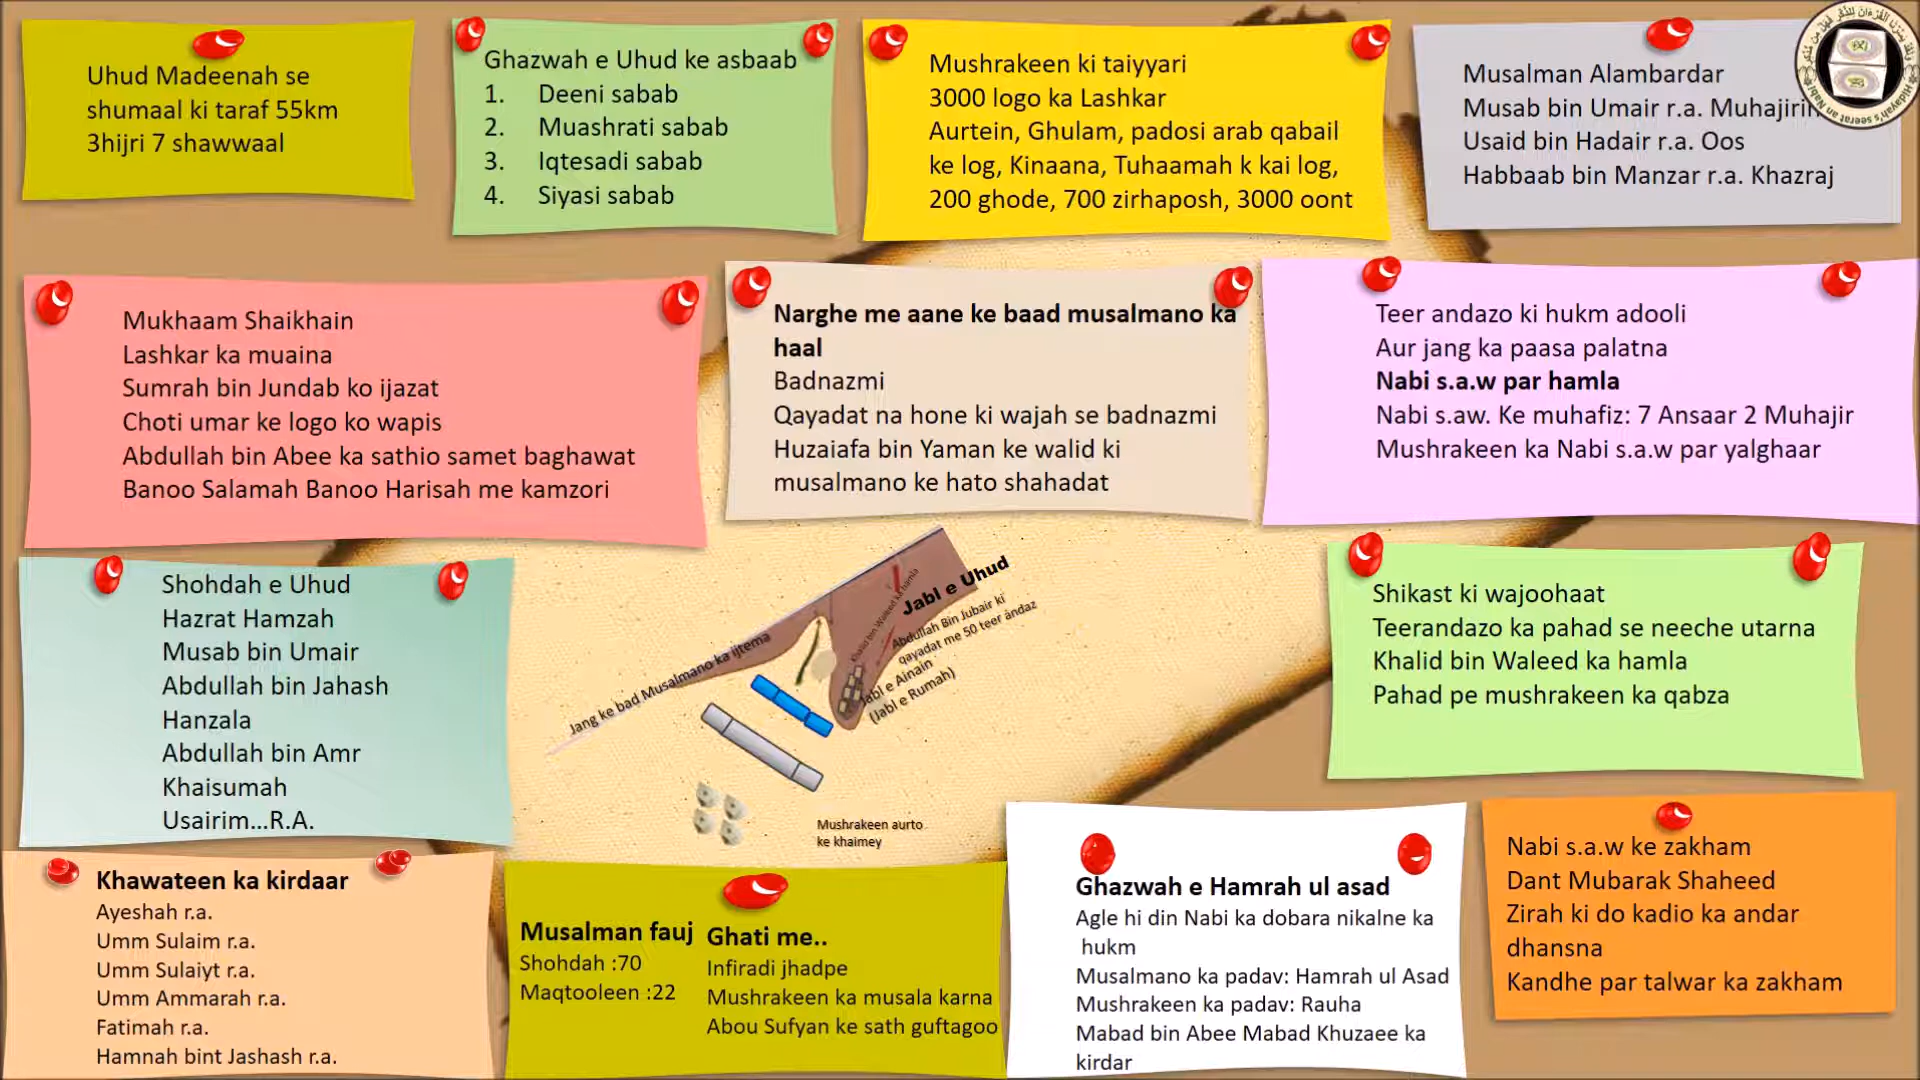 Uhud Madeenah se
shumaal ki taraf 55km
3hijri 7 shawwaal
Ghazwah e Uhud ke asbaab
1. Deeni sabab
2. Muashrati sabab
3. Iqtesadi sabab
4. Siyasi sabab
Mushrakeen ki taiyyari
3000 logo ka Lashkar
Aurtein, Ghulam, padosi arab qabail
ke log, Kinaana, Tuhaamah k kai log,
200 ghode, 700 zirhaposh, 3000 oont
Musalman Alambardar
Musab bin Umair r.a. Muhajirin
Usaid bin Hadair r.a. Oos
Habbaab bin Manzar r.a. Khazraj
Hidayah's seerat an Nabi
Mukhaam Shaikhain
Lashkar ka muaina
Sumrah bin Jundab ko ijazat
Choti umar ke logo ko wapis
Abdullah bin Abee ka sathio samet baghawat
Banoo Salamah Banoo Harisah me kamzori
Narghe me aane ke baad musalmano ka
haal
Badnazmi
Qayadat na hone ki wajah se badnazmi
Huzaiafa bin Yaman ke walid ki
musalmano ke hato shahadat
Teer andazo ki hukm adooli
Aur jang ka paasa palatna
Nabi s.a.w par hamla
Nabi s.aw. Ke muhafiz: 7 Ansaar 2 Muhajir
Mushrakeen ka Nabi s.a.w par yalghaar
Shohdah e Uhud
Hazrat Hamzah
Musab bin Umair
Abdullah bin Jahash
Hanzala
Abdullah bin Amr
Khaisumah
Usairim...R.A.
Jang ke bad Musalmano ka ijtema
Khalid bin Waleed ka hamla
Jabl e Uhud
Abdullah Bin Jubair ki
qayadat me 50 teer andaz
Jabl e Ainain
(Jabl e Rumah)
Mushrakeen aurto
ke khaimey
Shikast ki wajoohaat
Teerandazo ka pahad se neeche utarna
Khalid bin Waleed ka hamla
Pahad pe mushrakeen ka qabza
Khawateen ka kirdaar
Ayeshah r.a.
Umm Sulaim r.a.
Umm Sulaiyt r.a.
Umm Ammarah r.a.
Fatimah r.a.
Hamnah bint Jashash r.a.
Musalman fauj
Shohdah :70
Maqtooleen :22
Ghati me..
Infiradi jhadpe
Mushrakeen ka musala karna
Abou Sufyan ke sath guftagoo
Ghazwah e Hamrah ul asad
Agle hi din Nabi ka dobara nikalne ka
hukm
Musalmano ka padav: Hamrah ul Asad
Mushrakeen ka padav: Rauha
Mabad bin Abee Mabad Khuzaee ka
kirdar
Nabi s.a.w ke zakham
Dant Mubarak Shaheed
Zirah ki do kadio ka andar
dhansna
Kandhe par talwar ka zakham